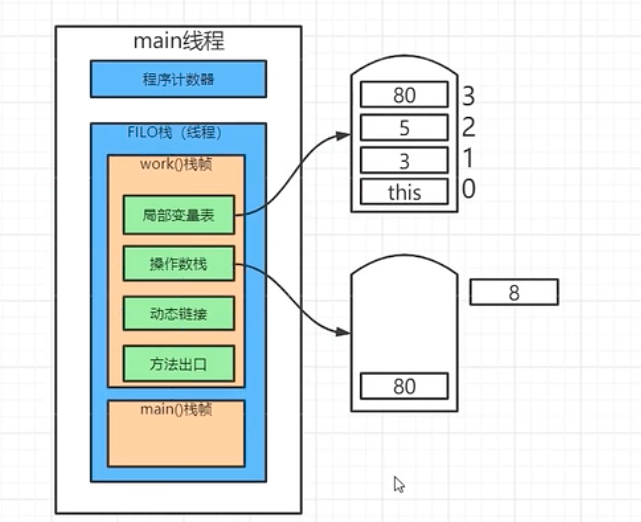 main线程
程序计数器
FILO栈（线程）
work()栈帧
局部变量表
操作数栈
动态链接
方法出口
main()栈帧
80 3
5 2
3 1
this 0
8
80